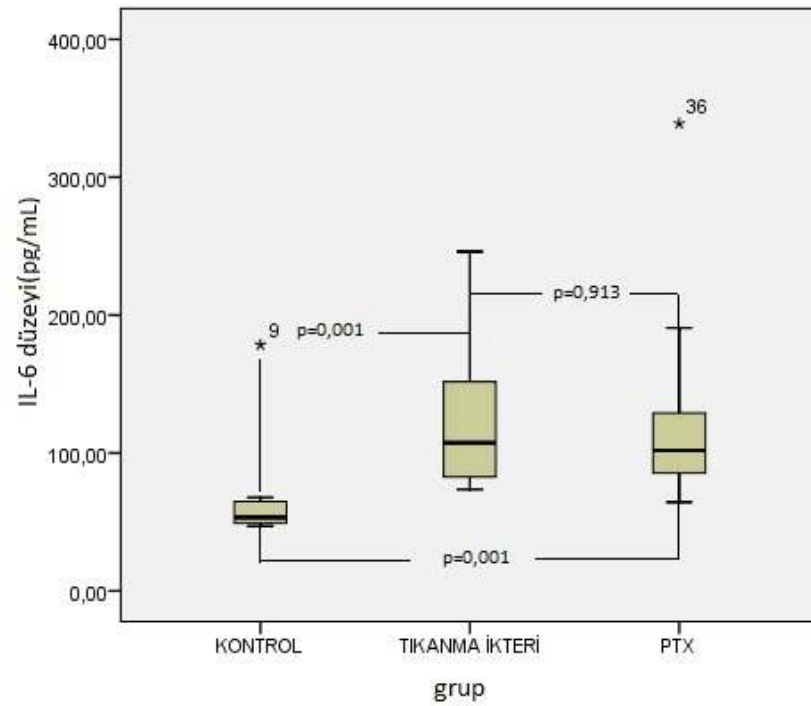 400,00
36
300,00
p=0,913
200,00
9
p=0,001
IL-6 düzeyi(pg/mL)
100,00
p=0,001
0,00
KONTROL
TIKANMA İKTERİ
PTX
grup